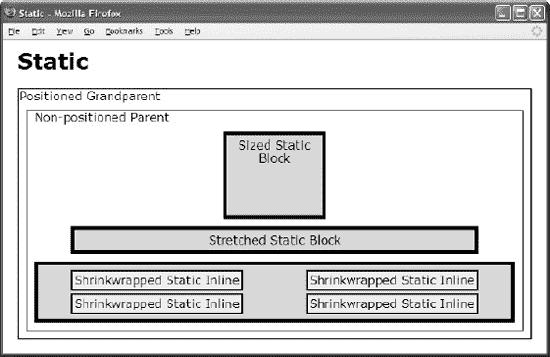 Static - Mozilla Firefox
File Edit View Go Bookmarks Tools Help
Static
Positioned Grandparent
Non-positioned Parent
Sized Static
Block
Stretched Static Block
Shrinkwrapped Static Inline Shrinkwrapped Static Inline
Shrinkwrapped Static Inline Shrinkwrapped Static Inline